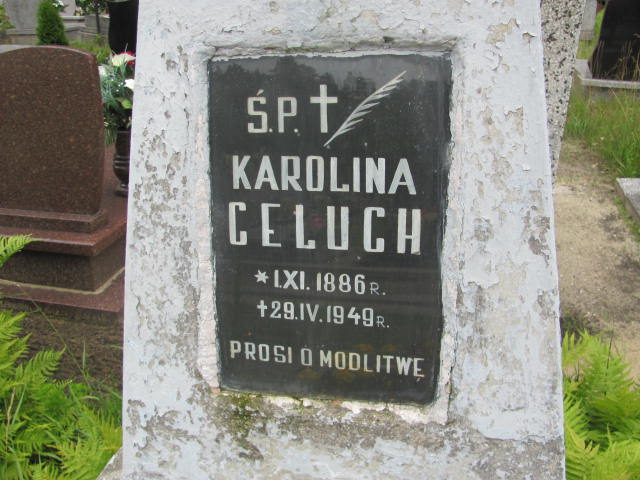 Ś.P.
KAROLINA
CELUCH
* 1.XI.1886 R.
+ 29.IV.1949 R.
PROSI O MODLITWĘ